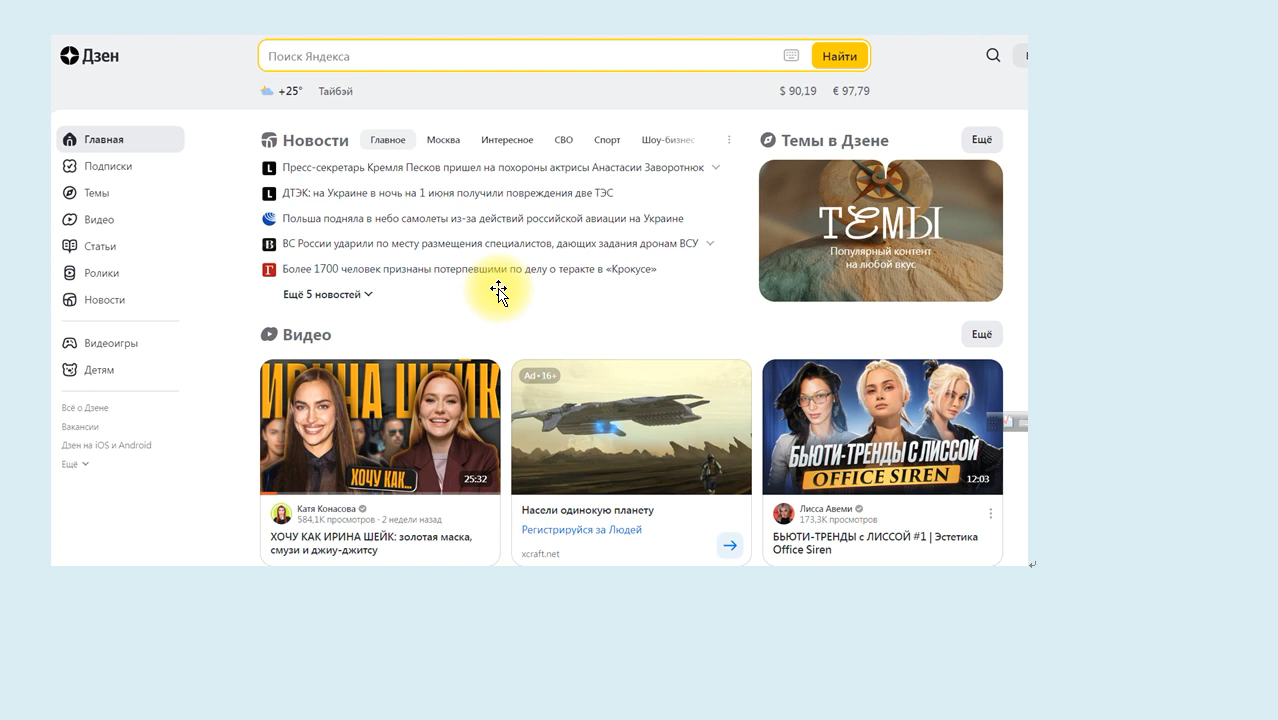 Дзен
Поиск Яндекса
Найти
+25° Тайбэй
$ 90,19 € 97,79
Главная
Подписки
Темы
Видео
Статьи
Ролики
Новости
Видеоигры
Детям
Всё о Дзене
Вакансии
Дзен на iOS и Android
Ещё
Новости
Главное Москва Интересное СВО Спорт Шоу-бизнес
Пресс-секретарь Кремля Песков пришел на похороны актрисы Анастасии Заворотнюк
ДТЭК: на Украине в ночь на 1 июня получили повреждения две ТЭС
Польша подняла в небо самолеты из-за действий российской авиации на Украине
ВС России ударили по месту размещения специалистов, дающих задания дронам ВСУ
Более 1700 человек признаны потерпевшими по делу о теракте в «Крокусе»
Ещё 5 новостей
Темы в Дзене
Ещё
ТЕМЫ
Популярный контент
на любой вкус
Видео
Ещё
ИРИНА ШЕЙК
ХОЧУ КАК...
25:32
Катя Конасова
584,1K просмотров · 2 недели назад
ХОЧУ КАК ИРИНА ШЕЙК: золотая маска,
смузи и джиу-джитсу
Ad • 16+
Насели одинокую планету
Регистрируйся за Людей
xcraft.net
БЬЮТИ-ТРЕНДЫ С ЛИССОЙ
OFFICE SIREN
12:03
Лисса Авеми
173,3K просмотров
БЬЮТИ-ТРЕНДЫ с ЛИССОЙ #1 | Эстетика
Office Siren